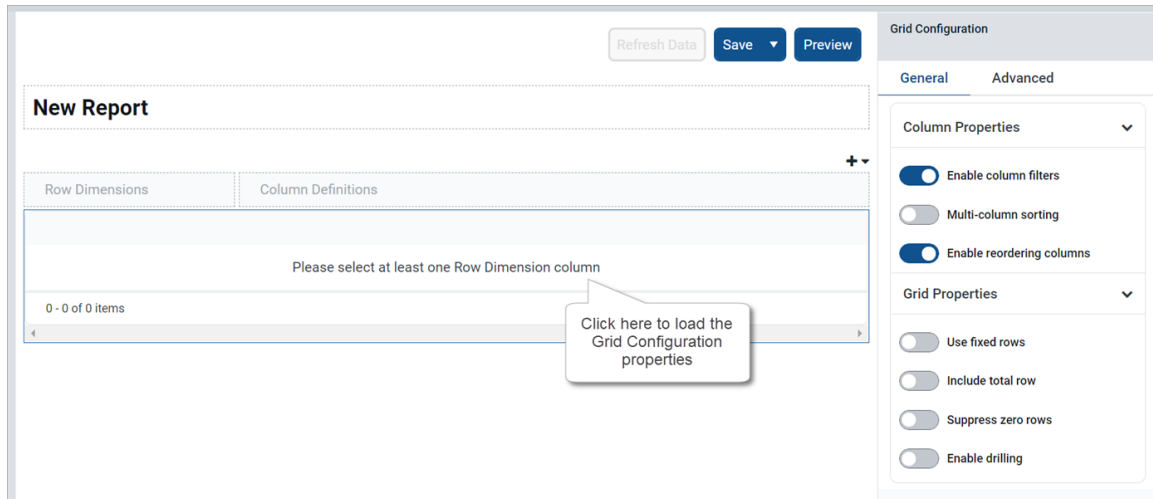 Refresh Data
Save
Preview
New Report
Row Dimensions
Column Definitions
Please select at least one Row Dimension column
0 - 0 of 0 items
Click here to load the
Grid Configuration
properties
Grid Configuration
General
Advanced
Column Properties
Enable column filters
Multi-column sorting
Enable reordering columns
Grid Properties
Use fixed rows
Include total row
Suppress zero rows
Enable drilling